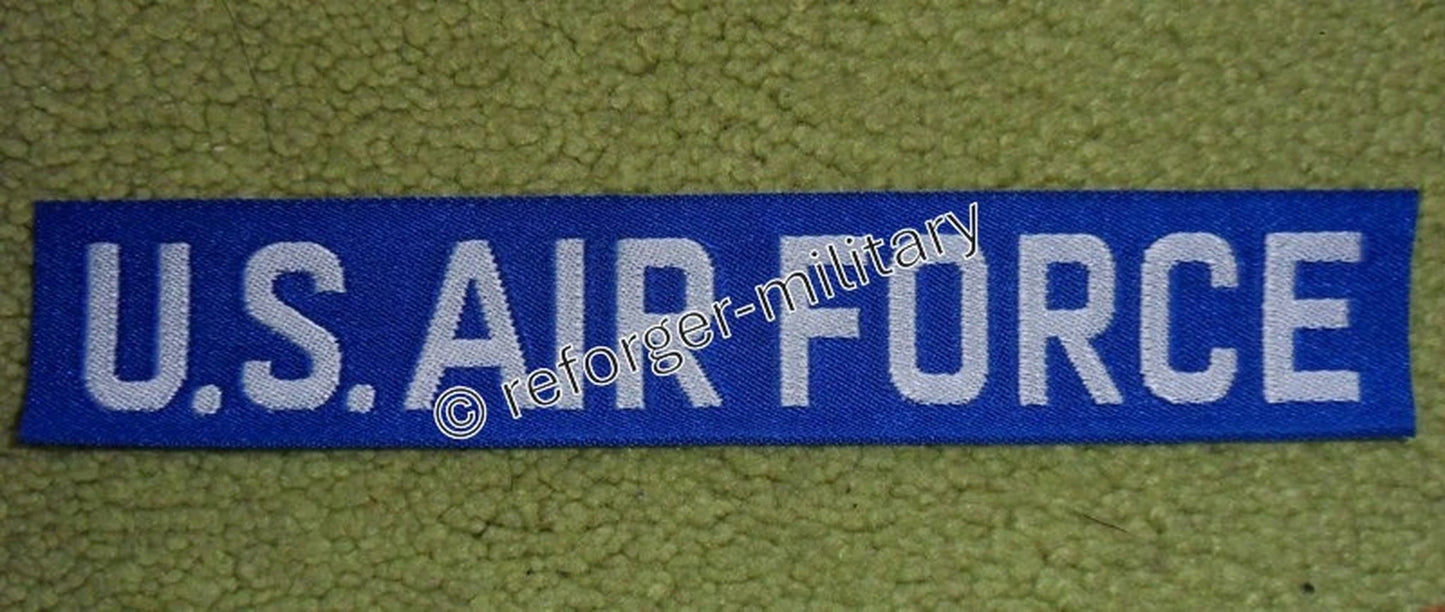 U.S. AIR FORCE
© reforger-military